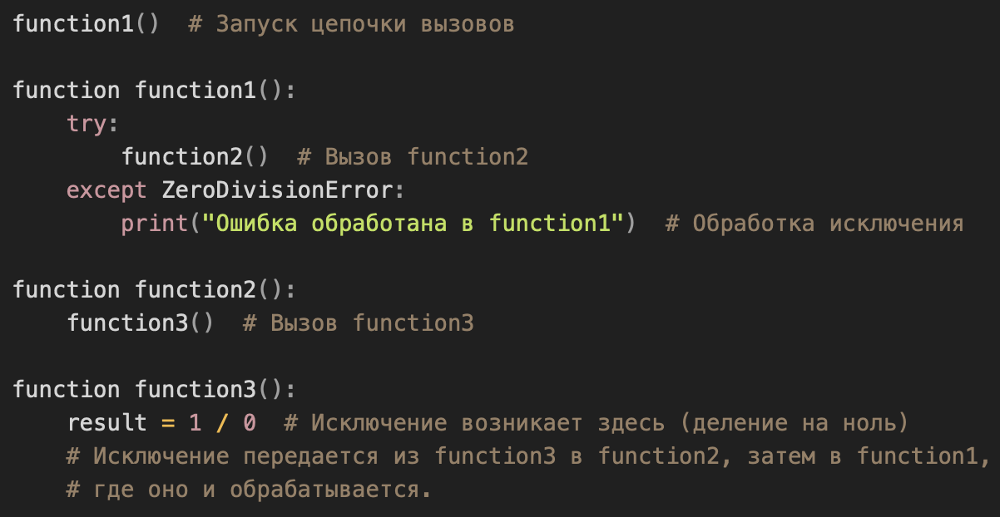 function1()  # Запуск цепочки вызовов
function function1():
    try:
        function2()  # Вызов function2
    except ZeroDivisionError:
        print("Ошибка обработана в function1")  # Обработка исключения
function function2():
    function3()  # Вызов function3
function function3():
    result = 1 / 0  # Исключение возникает здесь (деление на ноль)
    # Исключение передается из function3 в function2, затем в function1,
    # где оно и обрабатывается.